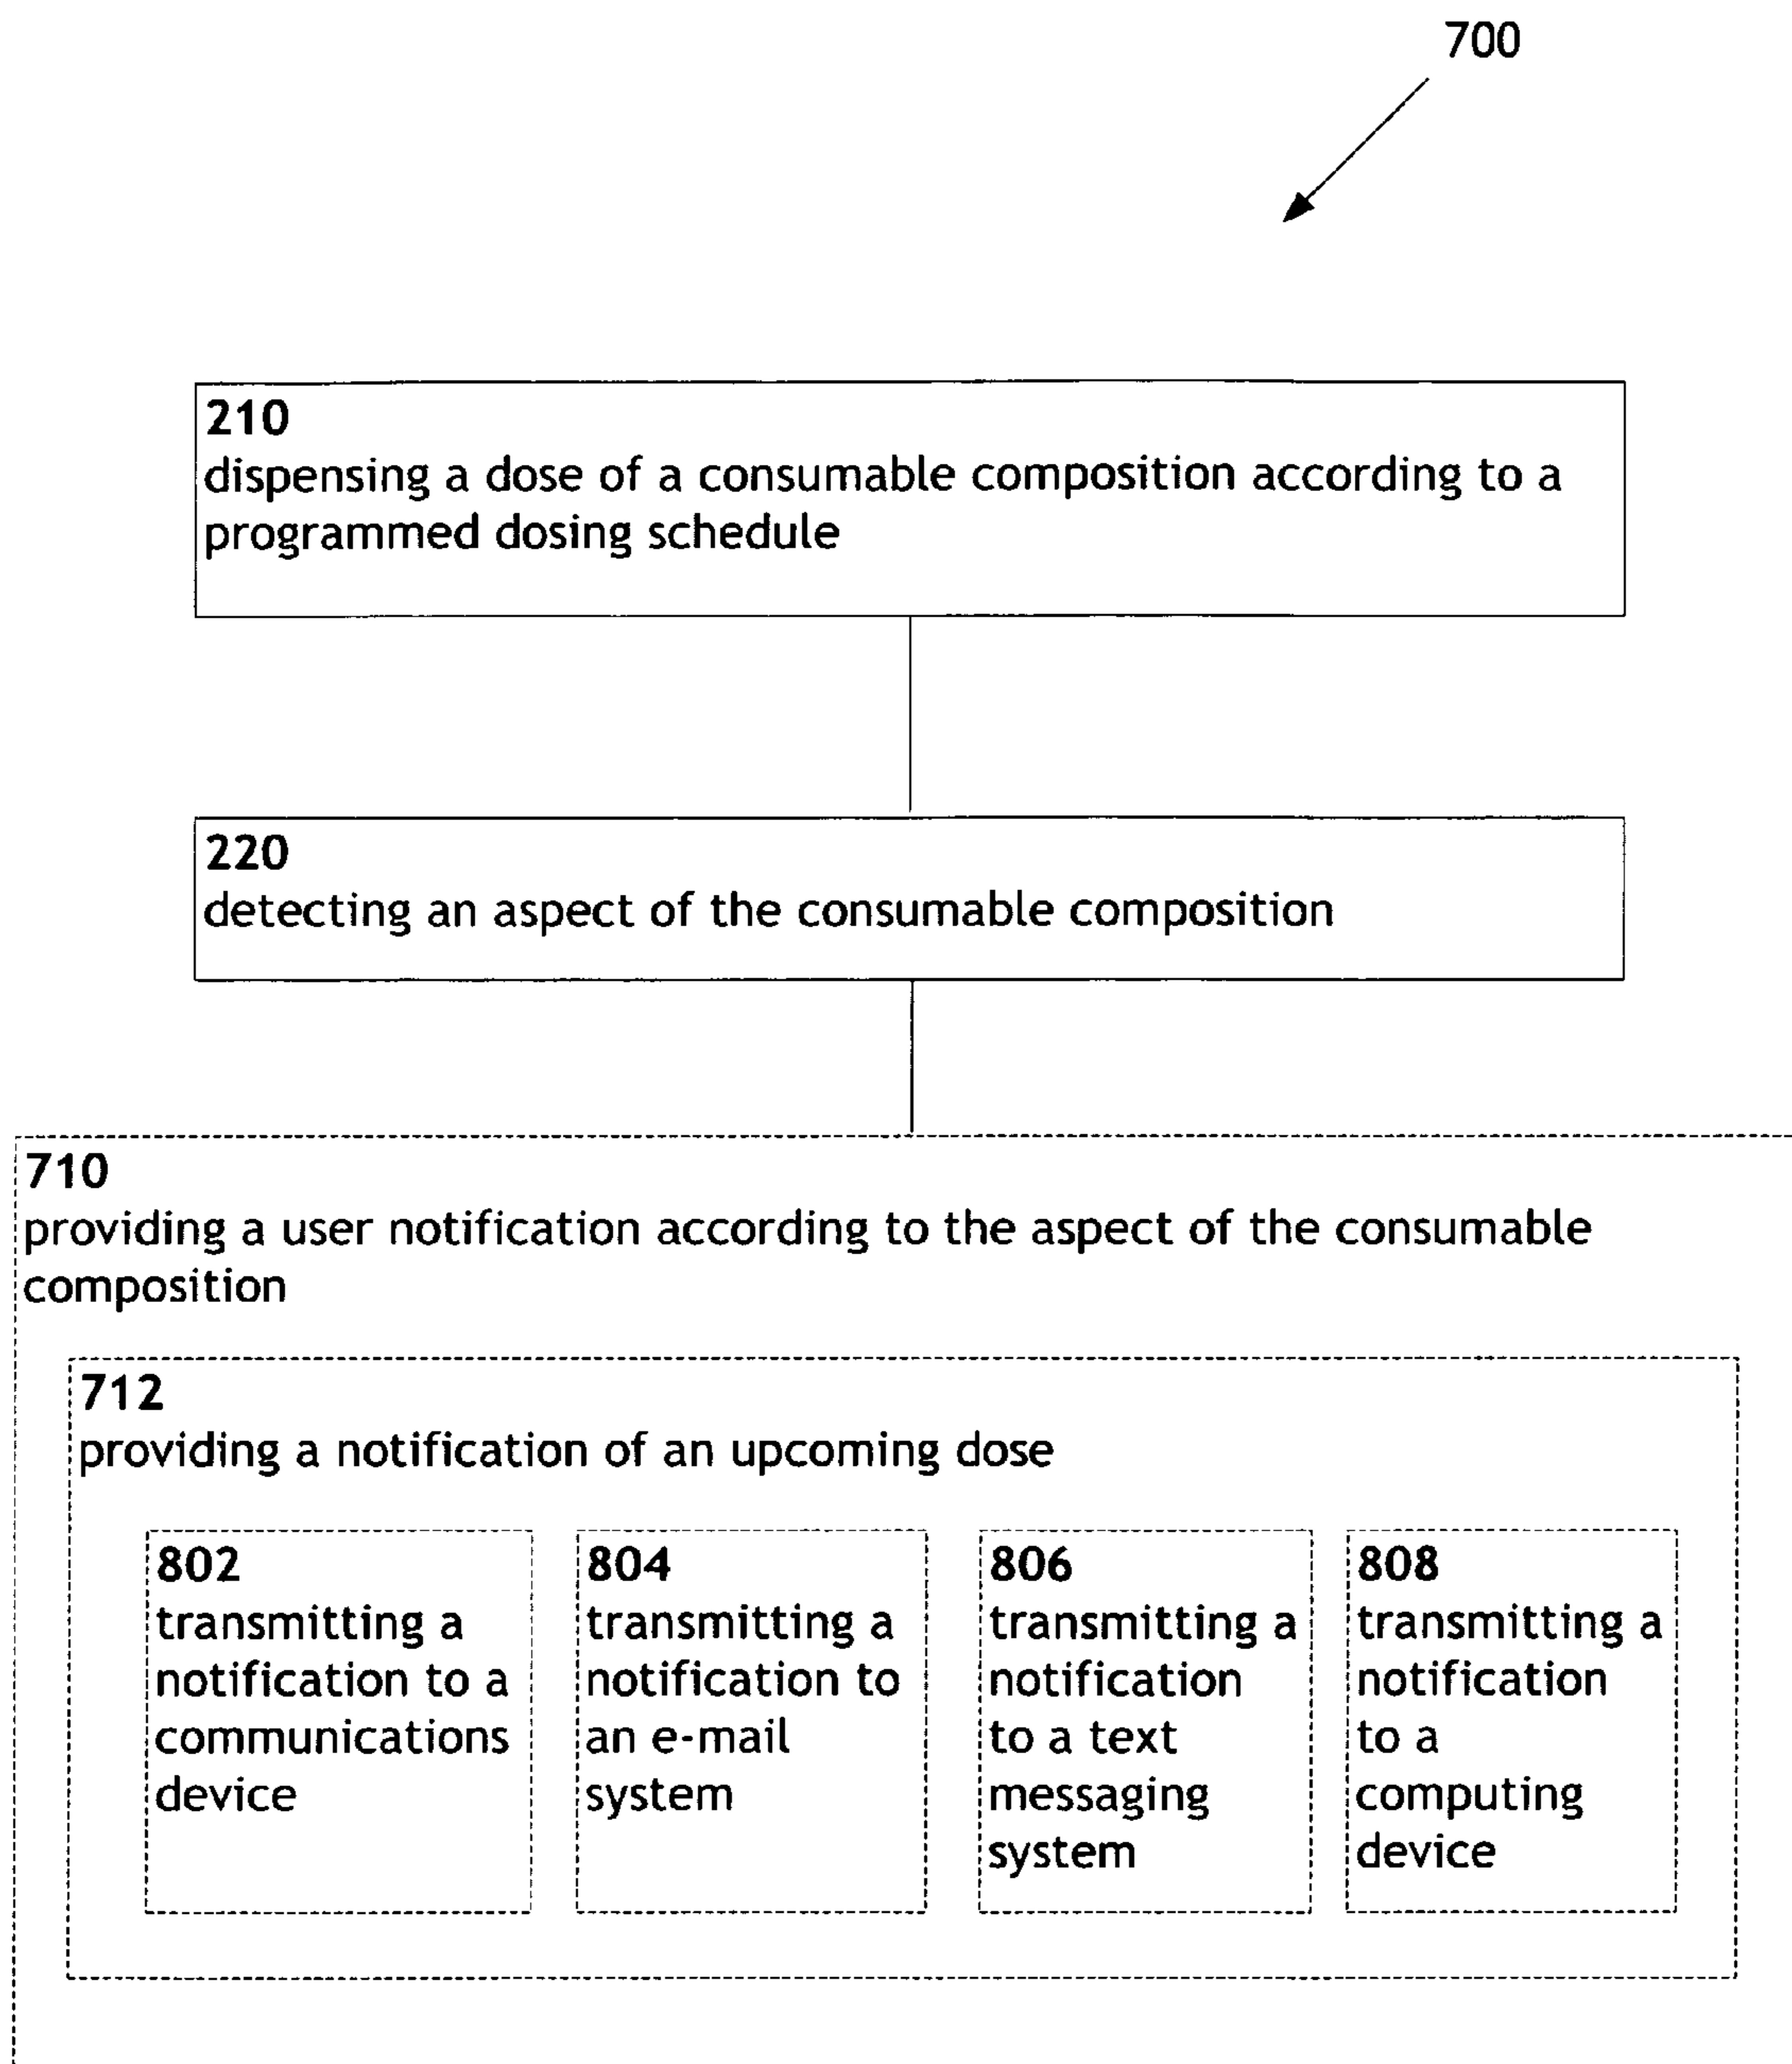 700
210
dispensing a dose of a consumable composition according to a
programmed dosing schedule
220
detecting an aspect of the consumable composition
710
providing a user notification according to the aspect of the consumable
composition
712
providing a notification of an upcoming dose
802
transmitting a
notification to a
communications
device
804
transmitting a
notification to
an e-mail
system
806
transmitting a
notification
to a text
messaging
system
808
transmitting a
notification
to a
computing
device